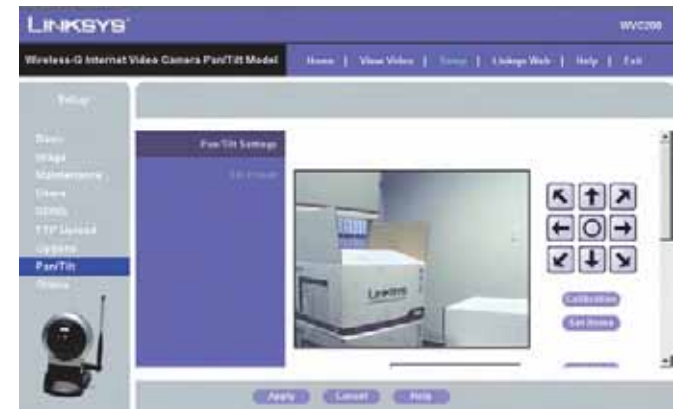 LINKSYS
WVC200
Wireless-G Internet Video Camera Pan/Tilt Model
Home | View Video | Setup | Linksys Web | Help | Exit
Setup
Basic
Image
Maintenance
Users
DDNS
FTP Upload
Options
Pan/Tilt
Status
Pan/Tilt Settings
Set Preset
Linksys
Calibration
Set Home
Apply
Cancel
Help